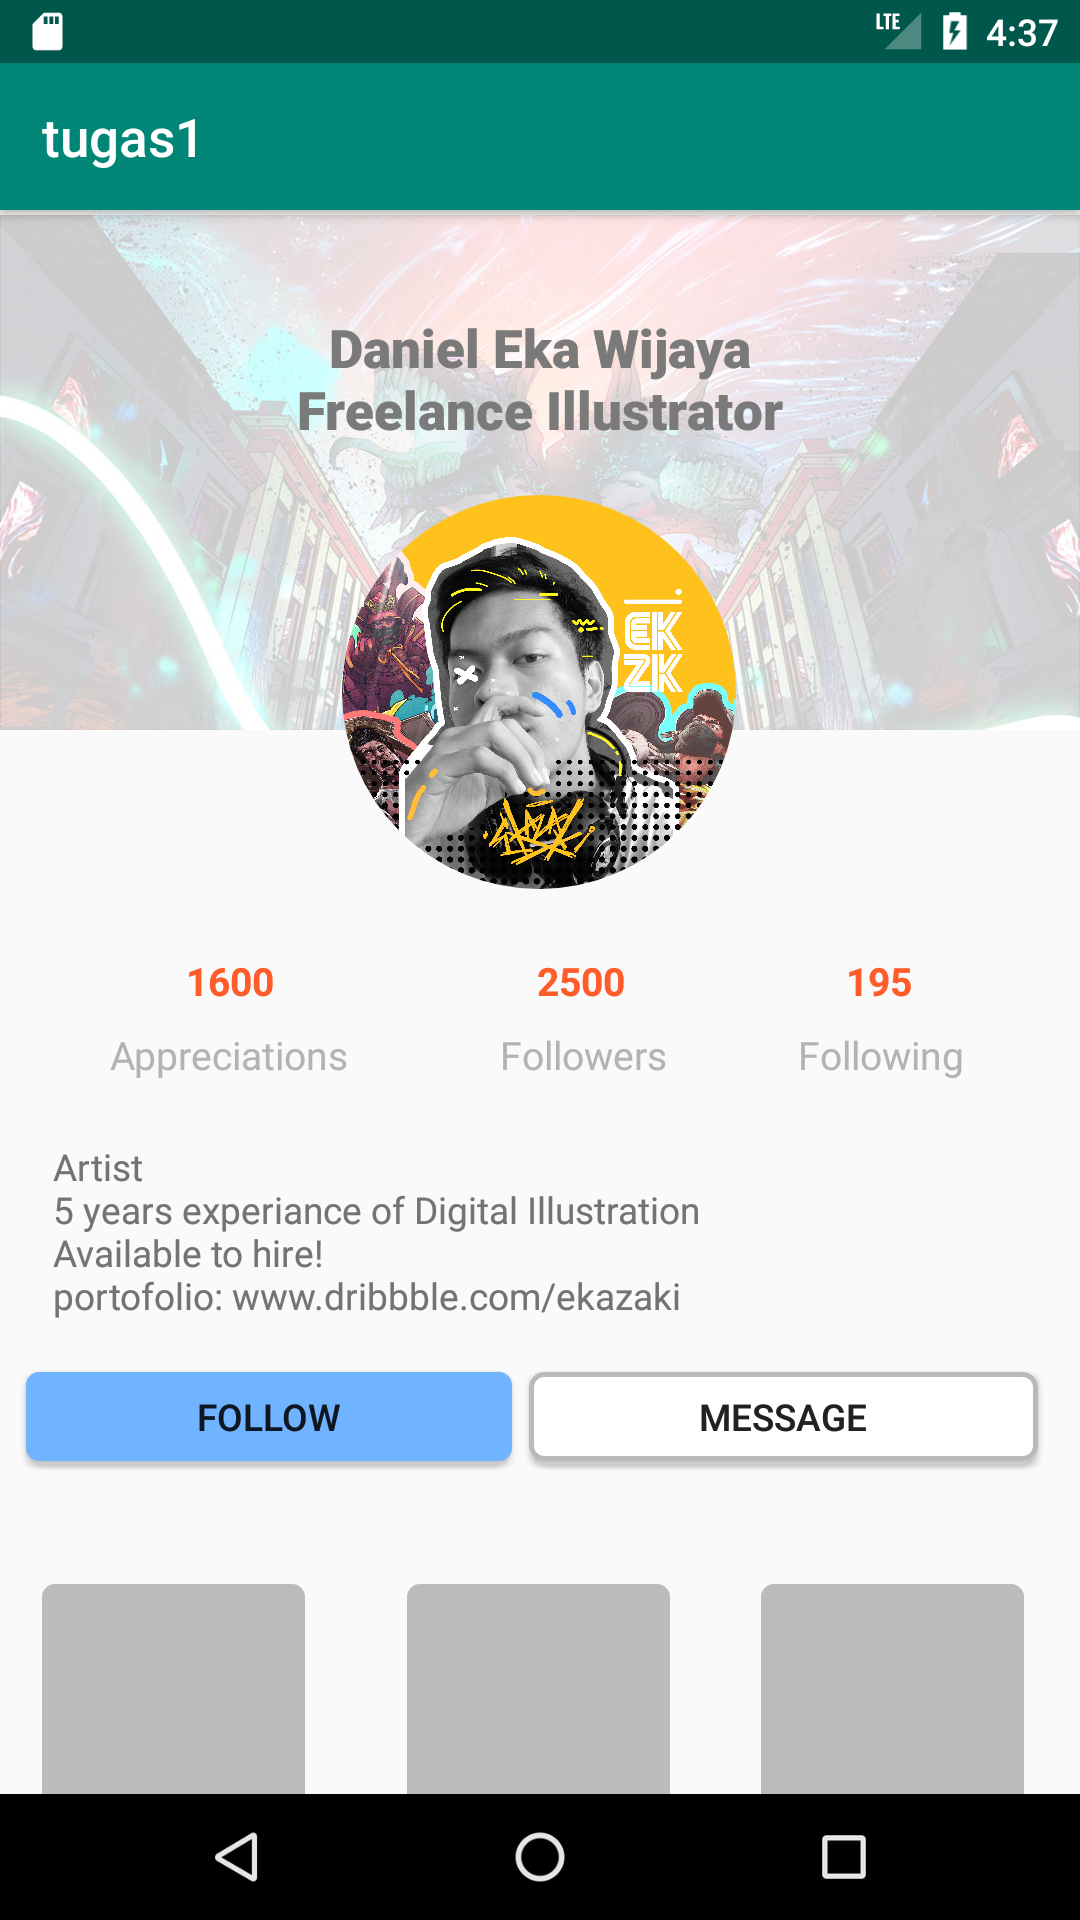 LTE 4:37
tugas1
Daniel Eka Wijaya
Freelance Illustrator
EK
ZK
1600 2500 195
Appreciations Followers Following
Artist
5 years experiance of Digital Illustration
Available to hire!
portofolio: www.dribbble.com/ekazaki
FOLLOW MESSAGE